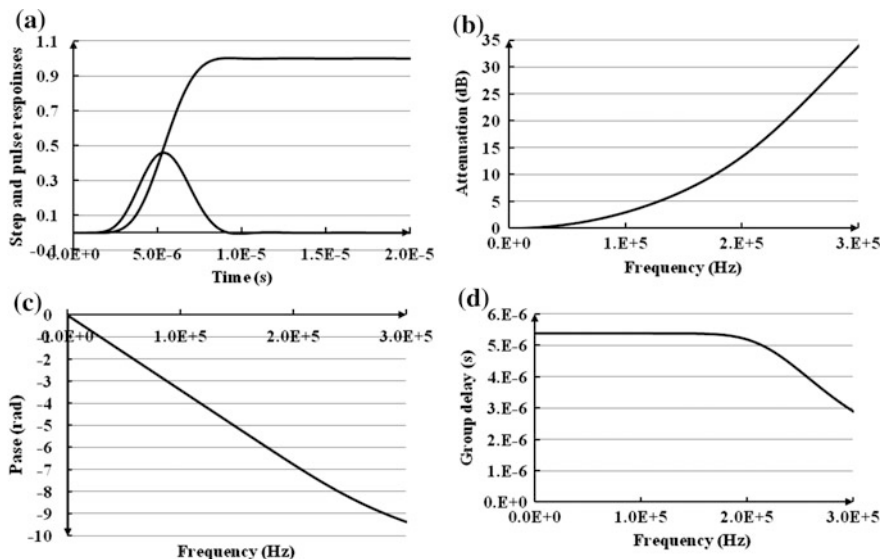 (a)
Step and pulse respoinses
1.1
0.9
0.7
0.5
0.3
0.1
0.0E+0 5.0E-6 1.0E-5 1.5E-5 2.0E-5
Time (s)
(b)
Attenuation (dB)
35
30
25
20
15
10
5
0
0.E+0 1.E+5 2.E+5 3.E+5
Frequency (Hz)
(c)
Pase (rad)
0
0.0E+0 1.0E+5 2.0E+5 3.0E+5
-2
-3
-4
-5
-6
-7
-8
-9
-10
Frequency (Hz)
(d)
Group delay (s)
6.E-6
5.E-6
4.E-6
3.E-6
2.E-6
1.E-6
0.E+0
0.0E+0 1.0E+5 2.0E+5 3.0E+5
Frequency (Hz)